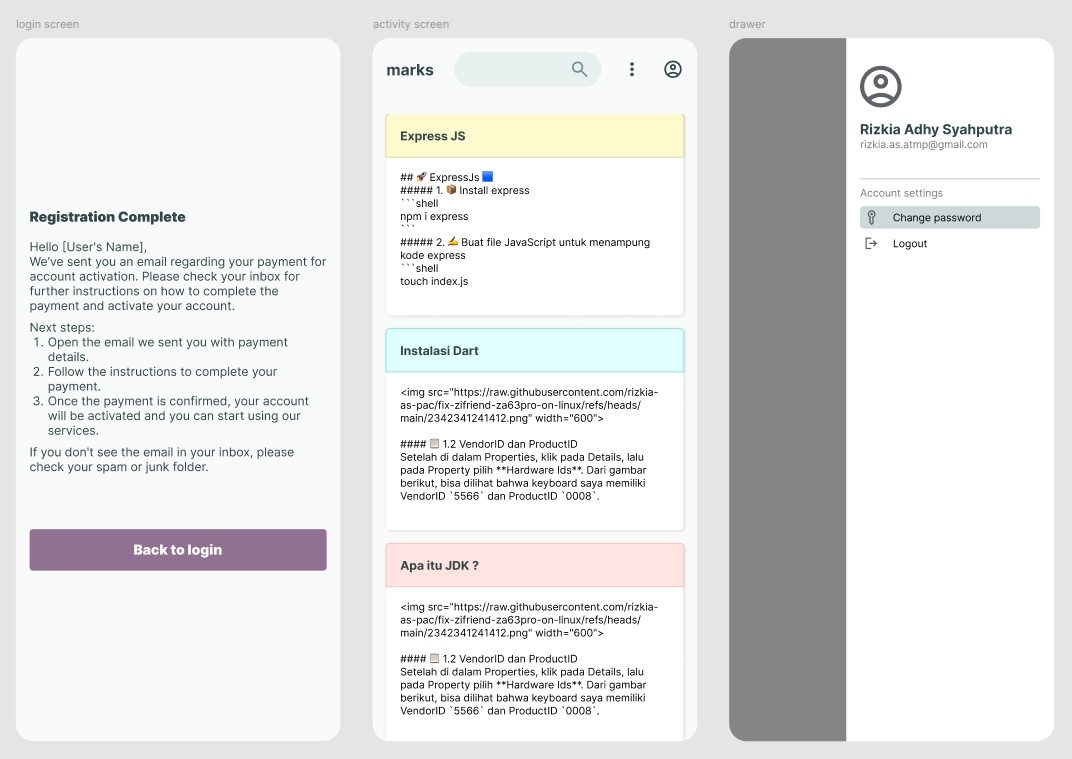 login screen
Registration Complete
Hello [User's Name],
We've sent you an email regarding your payment for
account activation. Please check your inbox for
further instructions on how to complete the
payment and activate your account.
Next steps:
1. Open the email we sent you with payment
details.
2. Follow the instructions to complete your
payment.
3. Once the payment is confirmed, your account
will be activated and you can start using our
services.
If you don't see the email in your inbox, please
check your spam or junk folder.
Back to login
activity screen
marks
Express JS
## 🚀 ExpressJs 🟦
##### 1. 📦 Install express
```shell
npm i express
```
##### 2. ✍️ Buat file JavaScript untuk menampung
kode express
```shell
touch index.js
Instalasi Dart
<img src="https://raw.githubusercontent.com/rizkia-
as-pac/fix-zifriend-za63pro-on-linux/refs/heads/
main/2342341241412.png" width="600">
#### 📋 1.2 VendorID dan ProductID
Setelah di dalam Properties, klik pada Details, lalu
pada Property pilih **Hardware Ids**. Dari gambar
berikut, bisa dilihat bahwa keyboard saya memiliki
VendorID `5566` dan ProductID `0008`.
Apa itu JDK ?
<img src="https://raw.githubusercontent.com/rizkia-
as-pac/fix-zifriend-za63pro-on-linux/refs/heads/
main/2342341241412.png" width="600">
#### 📋 1.2 VendorID dan ProductID
Setelah di dalam Properties, klik pada Details, lalu
pada Property pilih **Hardware Ids**. Dari gambar
berikut, bisa dilihat bahwa keyboard saya memiliki
VendorID `5566` dan ProductID `0008`.
drawer
Rizkia Adhy Syahputra
rizkia.as.atmp@gmail.com
Account settings
Change password
Logout